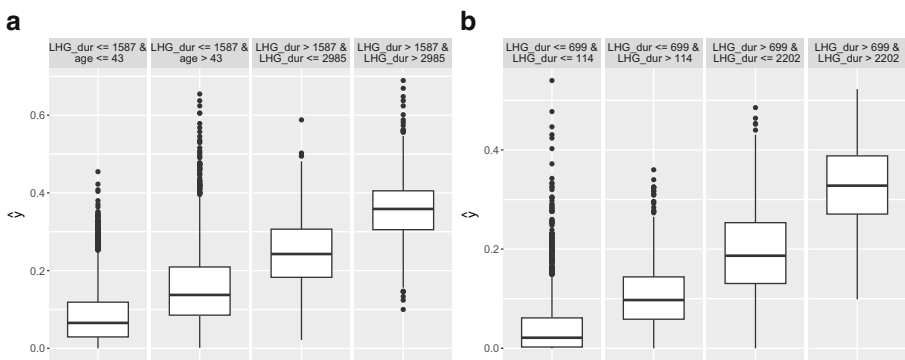 a
LHG_dur <= 1587 &
age <= 43
LHG_dur <= 1587 &
age > 43
LHG_dur > 1587 &
LHG_dur <= 2985
LHG_dur > 1587 &
LHG_dur > 2985
0.6
0.4
0.2
0.0
ŷ
b
LHG_dur <= 699 &
LHG_dur <= 114
LHG_dur <= 699 &
LHG_dur > 114
LHG_dur > 699 &
LHG_dur <= 2202
LHG_dur > 699 &
LHG_dur > 2202
0.4
0.2
0.0
ŷ